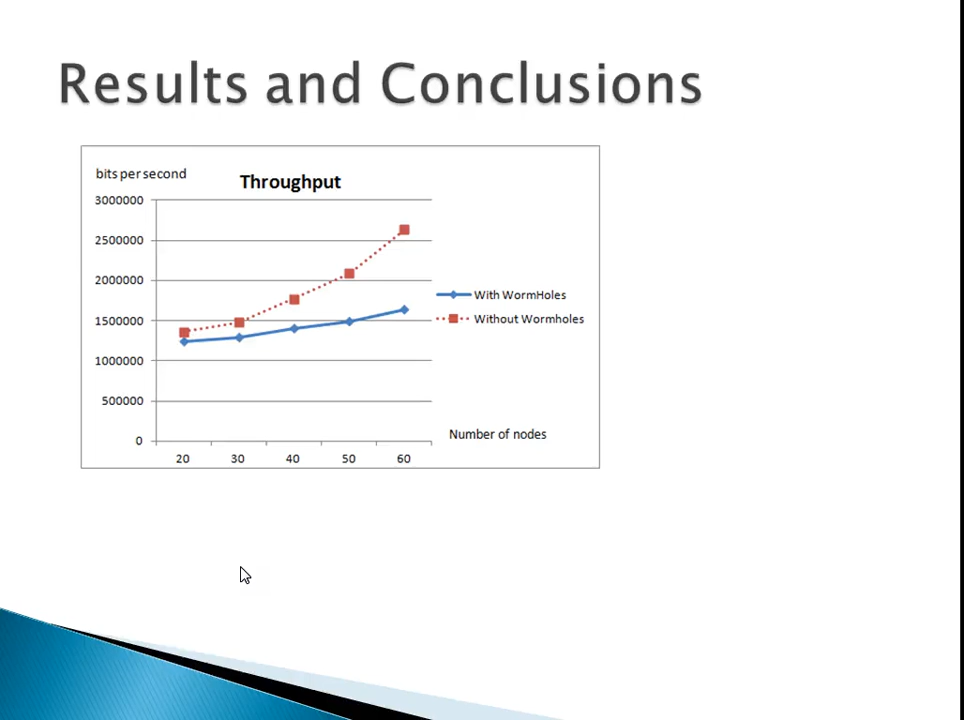 Results and Conclusions
bits per second
Throughput
3000000
2500000
2000000
1500000
1000000
500000
0
With WormHoles
Without Wormholes
Number of nodes
20 30 40 50 60